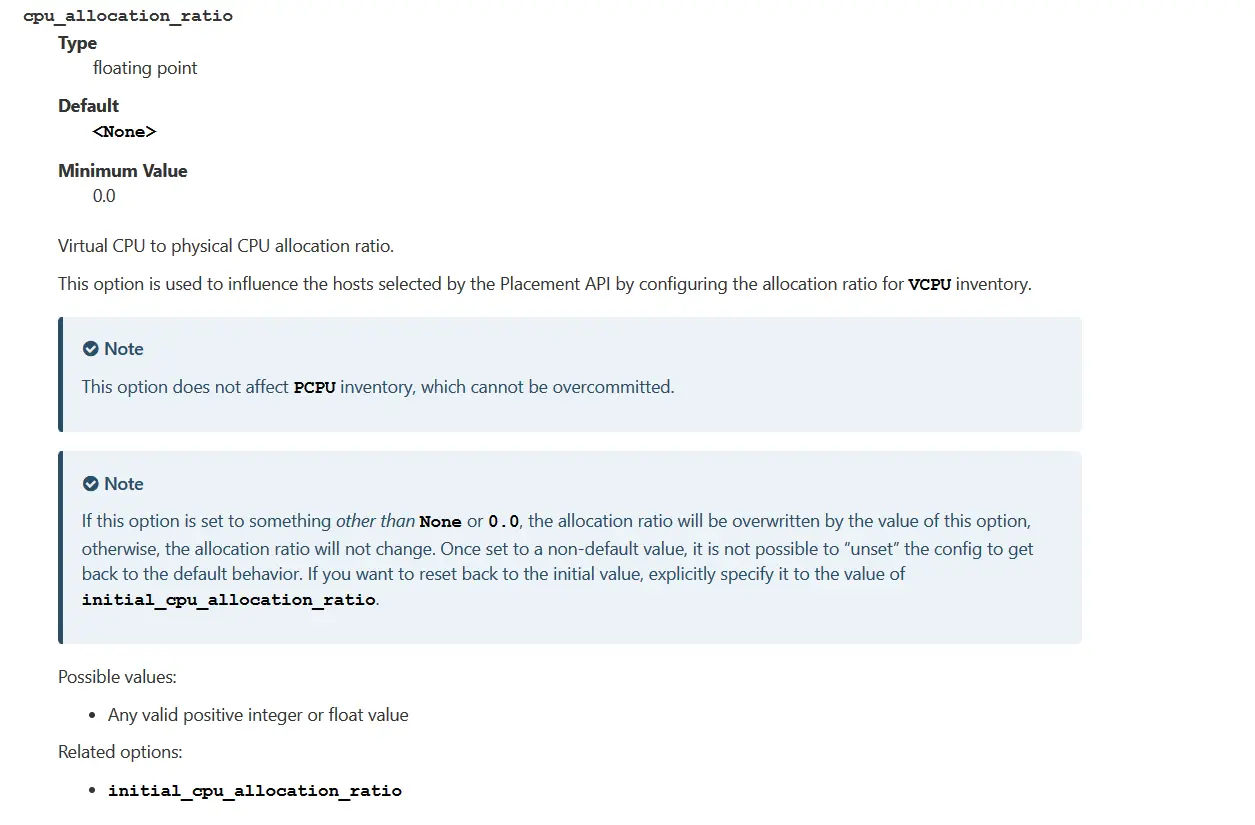 cpu_allocation_ratio
Type
floating point
Default
<None>
Minimum Value
0.0
Virtual CPU to physical CPU allocation ratio.
This option is used to influence the hosts selected by the Placement API by configuring the allocation ratio for VCPU inventory.
Note
This option does not affect PCPU inventory, which cannot be overcommitted.
Note
If this option is set to something other than None or 0.0, the allocation ratio will be overwritten by the value of this option,
otherwise, the allocation ratio will not change. Once set to a non-default value, it is not possible to “unset” the config to get
back to the default behavior. If you want to reset back to the initial value, explicitly specify it to the value of
initial_cpu_allocation_ratio.
Possible values:
• Any valid positive integer or float value
Related options:
• initial_cpu_allocation_ratio